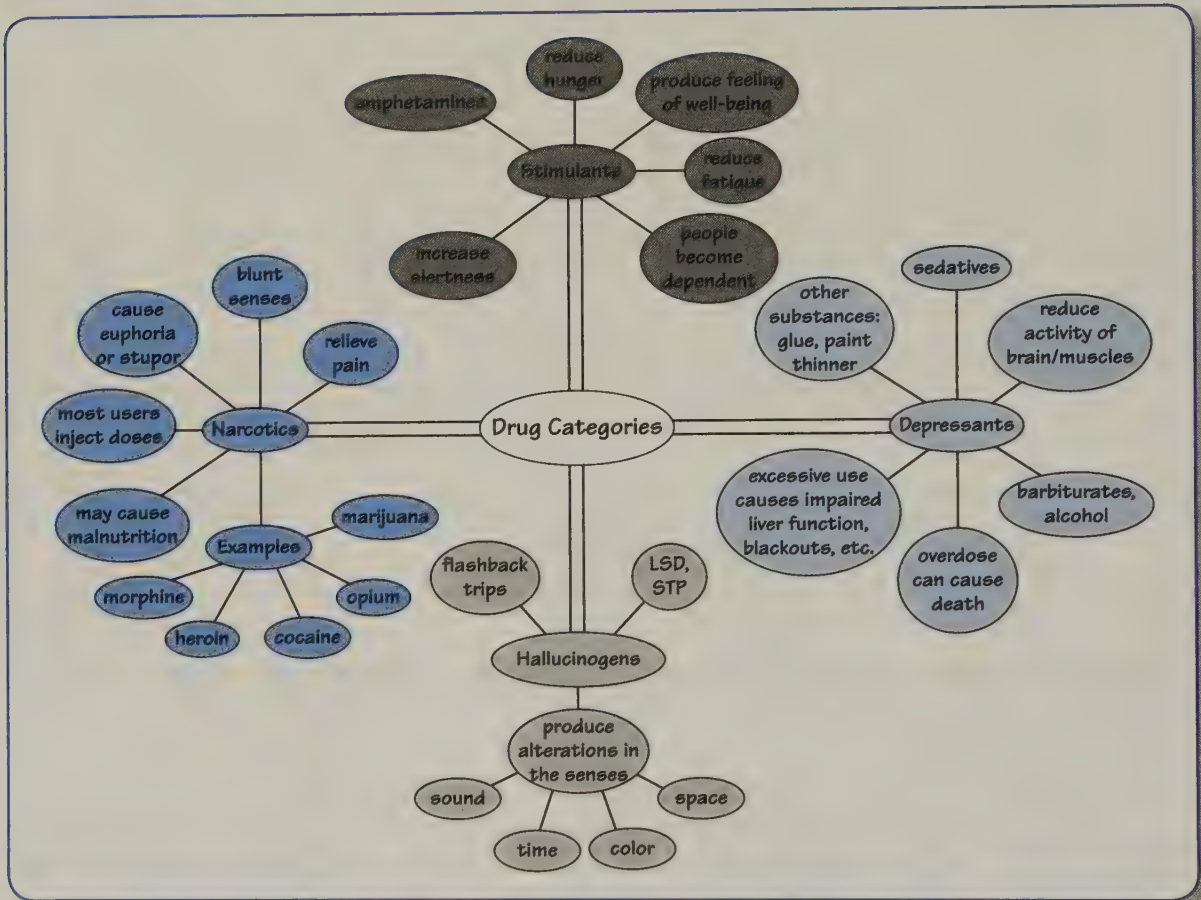 reduce
hunger
amphetamines
produce feeling
of well-being
Stimulants
reduce
fatigue
increase
alertness
people
become
dependent
blunt
senses
cause
euphoria
or stupor
relieve
pain
most users
inject doses
Narcotics
may cause
malnutrition
Examples
marijuana
morphine
opium
heroin
cocaine
Drug Categories
sedatives
other
substances:
glue, paint
thinner
reduce
activity of
brain/muscles
Depressants
excessive use
causes impaired
liver function,
blackouts, etc.
barbiturates,
alcohol
overdose
can cause
death
flashback
trips
LSD,
STP
Hallucinogens
produce
alterations in
the senses
sound
space
time
color